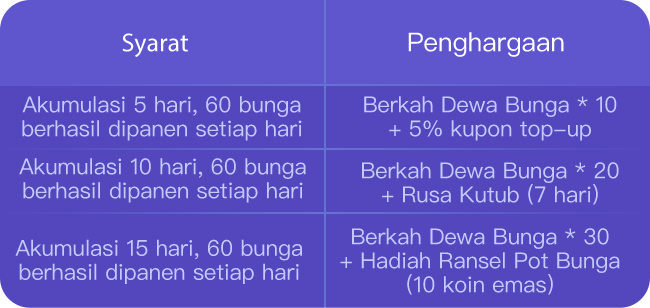 Syarat
Penghargaan
Akumulasi 5 hari, 60 bunga
berhasil dipanen setiap hari
Berkah Dewa Bunga * 10
+ 5% kupon top-up
Akumulasi 10 hari, 60 bunga
berhasil dipanen setiap hari
Berkah Dewa Bunga * 20
+ Rusa Kutub (7 hari)
Akumulasi 15 hari, 60 bunga
berhasil dipanen setiap hari
Berkah Dewa Bunga * 30
+ Hadiah Ransel Pot Bunga
(10 koin emas)